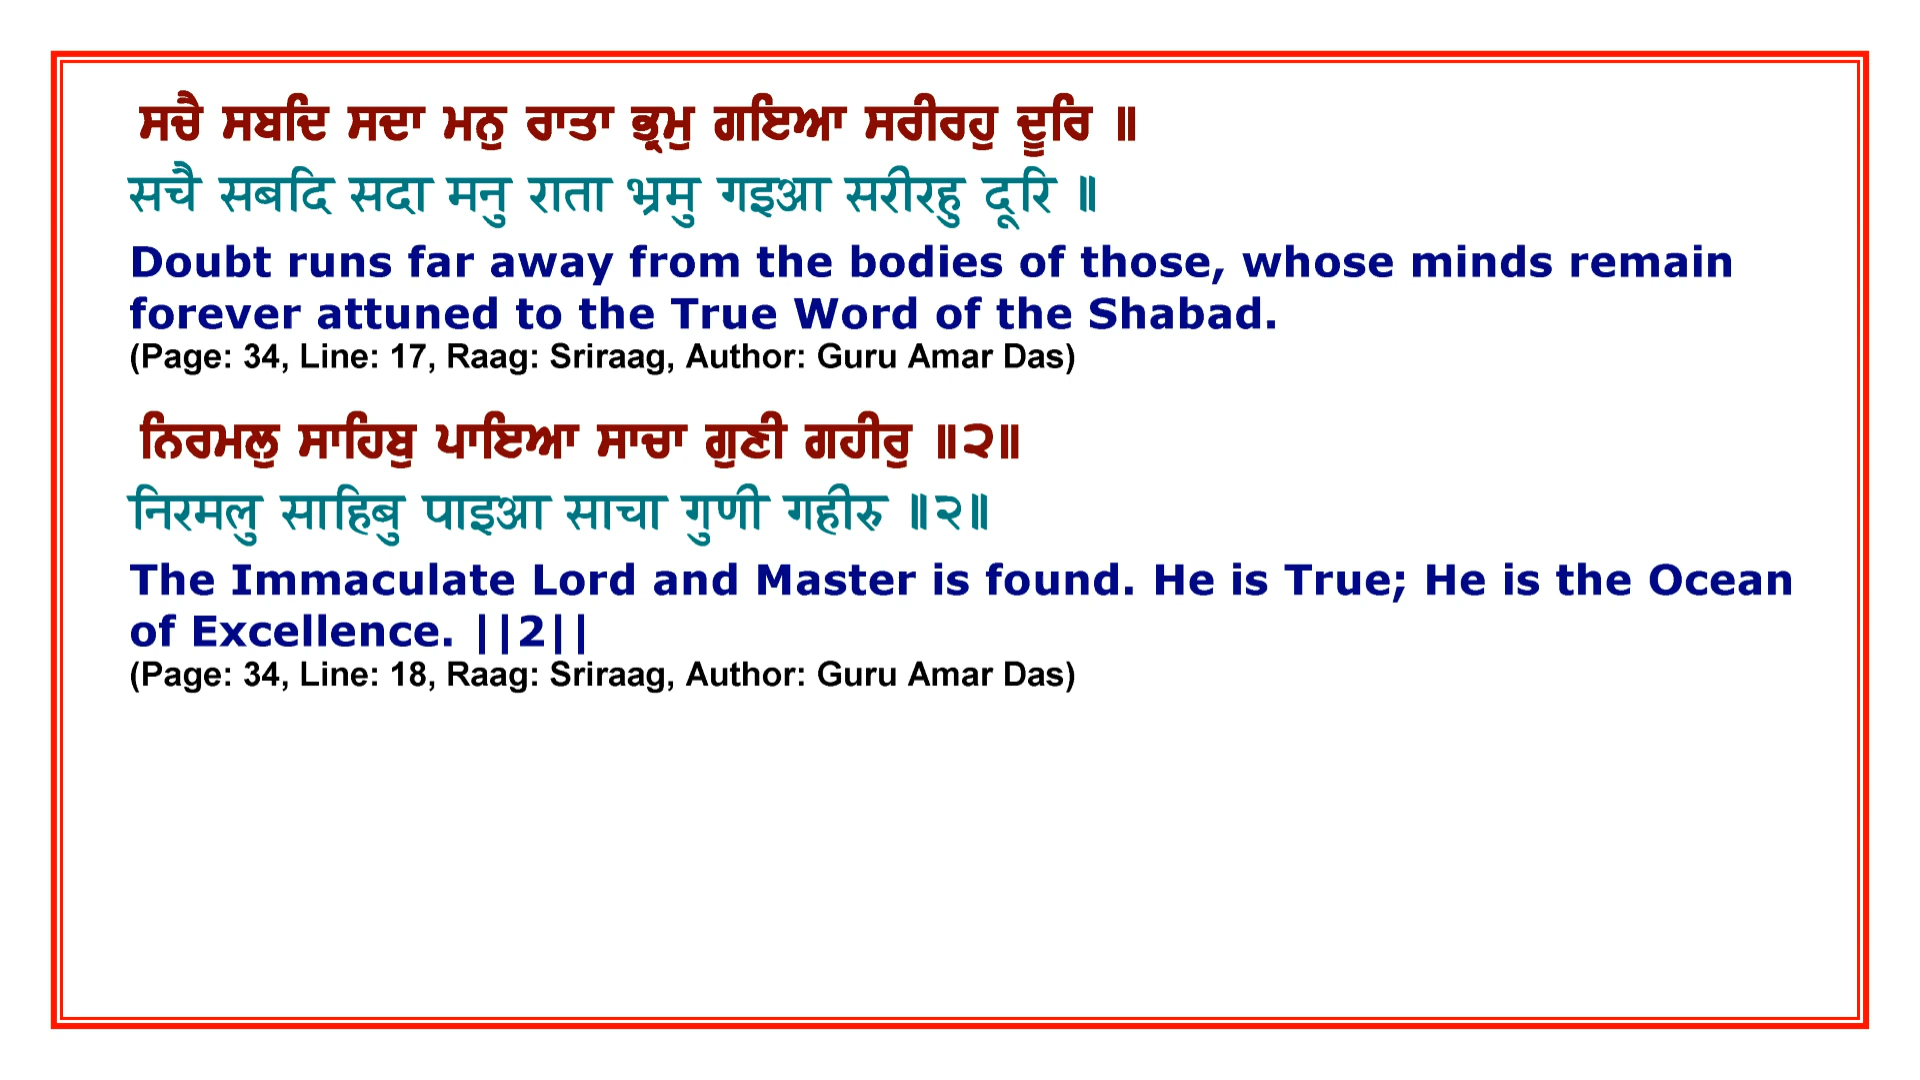 ਸਚੈ ਸਬਦਿ ਸਦਾ ਮਨੁ ਰਾਤਾ ਭ੍ਰਮੁ ਗਇਆ ਸਰੀਰਹੁ ਦੂਰਿ ॥
सचै सबदि सदा मनु राता भ्रमु गइआ सरीरहु दूरि ॥
Doubt runs far away from the bodies of those, whose minds remain
forever attuned to the True Word of the Shabad.
(Page: 34, Line: 17, Raag: Sriraag, Author: Guru Amar Das)
ਨਿਰਮਲੁ ਸਾਹਿਬੁ ਪਾਇਆ ਸਾਚਾ ਗੁਣੀ ਗਹੀਰੁ ॥੨॥
निरमलु साहिबु पाइआ साचा गुणी गहीरु ॥२॥
The Immaculate Lord and Master is found. He is True; He is the Ocean
of Excellence. ||2||
(Page: 34, Line: 18, Raag: Sriraag, Author: Guru Amar Das)